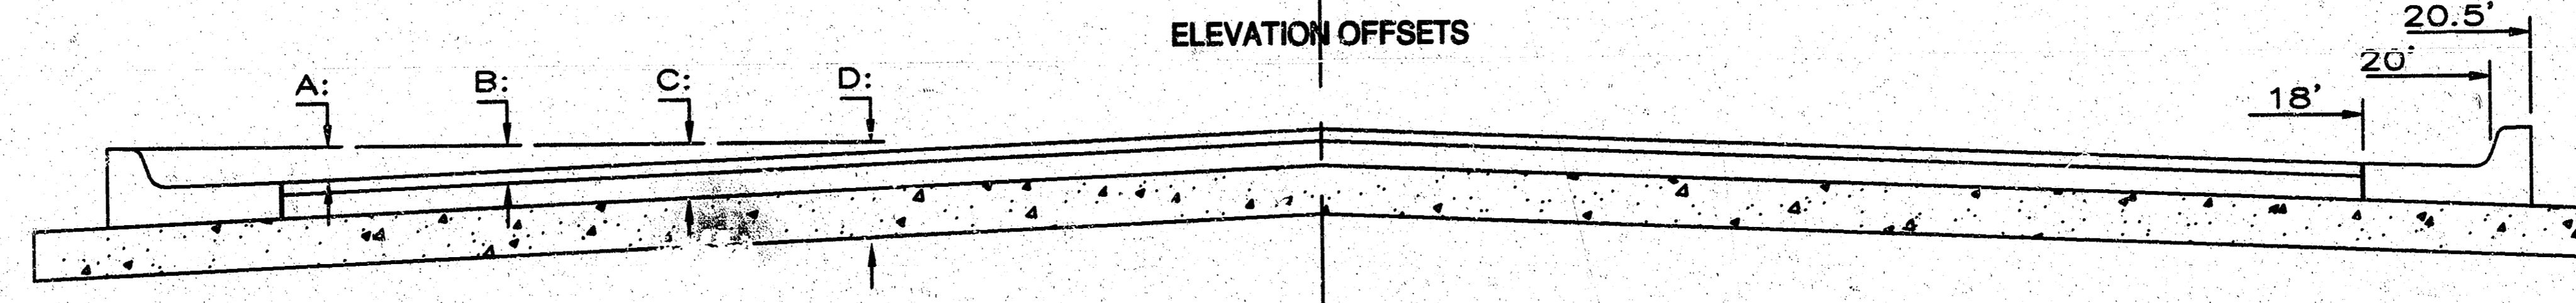 ELEVATION OFFSETS
20.5'
20'
18'
A:
B:
C:
D: